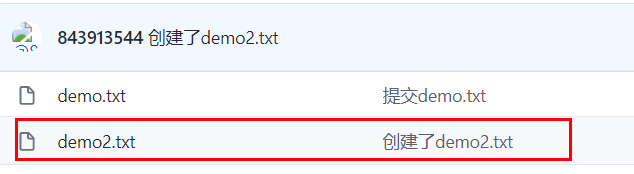 843913544 创建了demo2.txt
demo.txt 提交demo.txt
demo2.txt 创建了demo2.txt